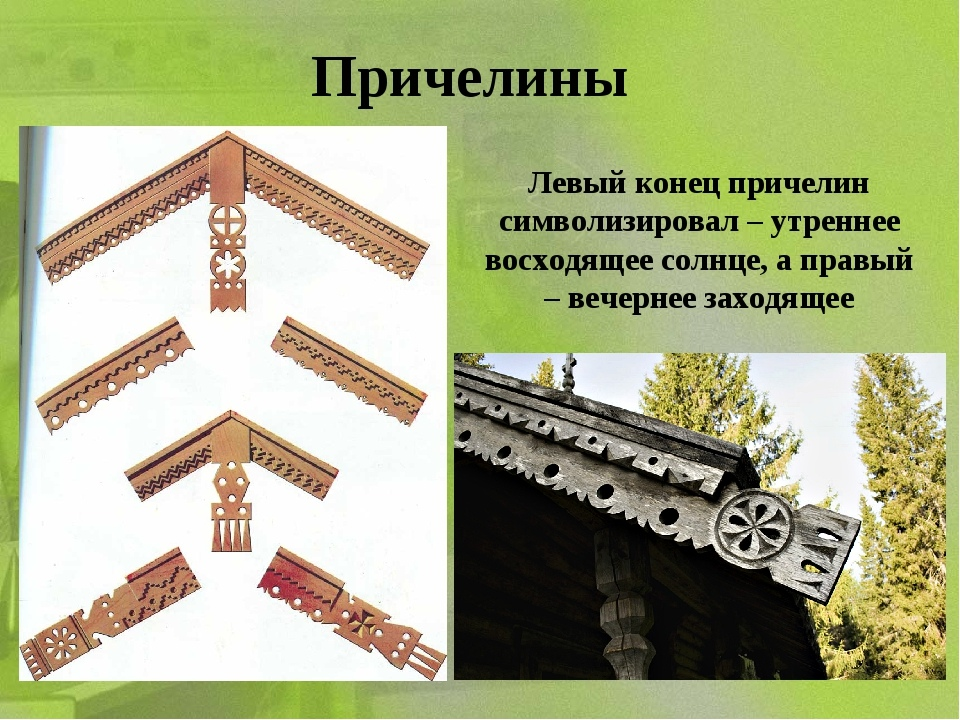 Причелины
Левый конец причелин
символизировал – утреннее
восходящее солнце, а правый
– вечернее заходящее